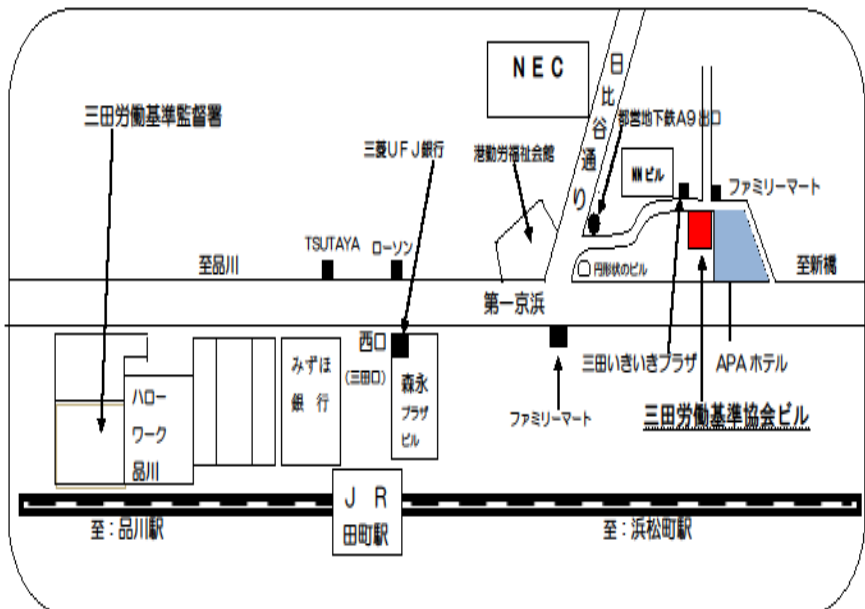 NEC
日比谷通り
三田労働基準監督署
都営地下鉄A9出口
三菱UFJ銀行
港勤労福祉会館
NNビル
ファミリーマート
TSUTAYA
ローソン
至品川
円形状のビル
至新橋
第一京浜
西口
(三田口)
みずほ
銀行
森永
プラザ
ビル
三田いきいきプラザ
APAホテル
ハロー
ワーク
品川
ファミリーマート
三田労働基準協会ビル
JR
田町駅
至：品川駅
至：浜松町駅